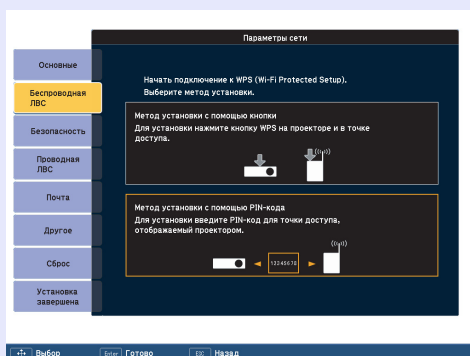 Параметры сети
Основные
Беспроводная
ЛВС
Безопасность
Проводная
ЛВС
Почта
Другое
Сброс
Установка
завершена
Начать подключение к WPS (Wi-Fi Protected Setup).
Выберите метод установки.
Метод установки с помощью кнопки
Для установки нажмите кнопку WPS на проекторе и в точке
доступа.
Метод установки с помощью PIN-кода
Для установки введите PIN-код для точки доступа,
отображаемый проектором.
12345678
Выбор
Enter Готово
ESC Назад